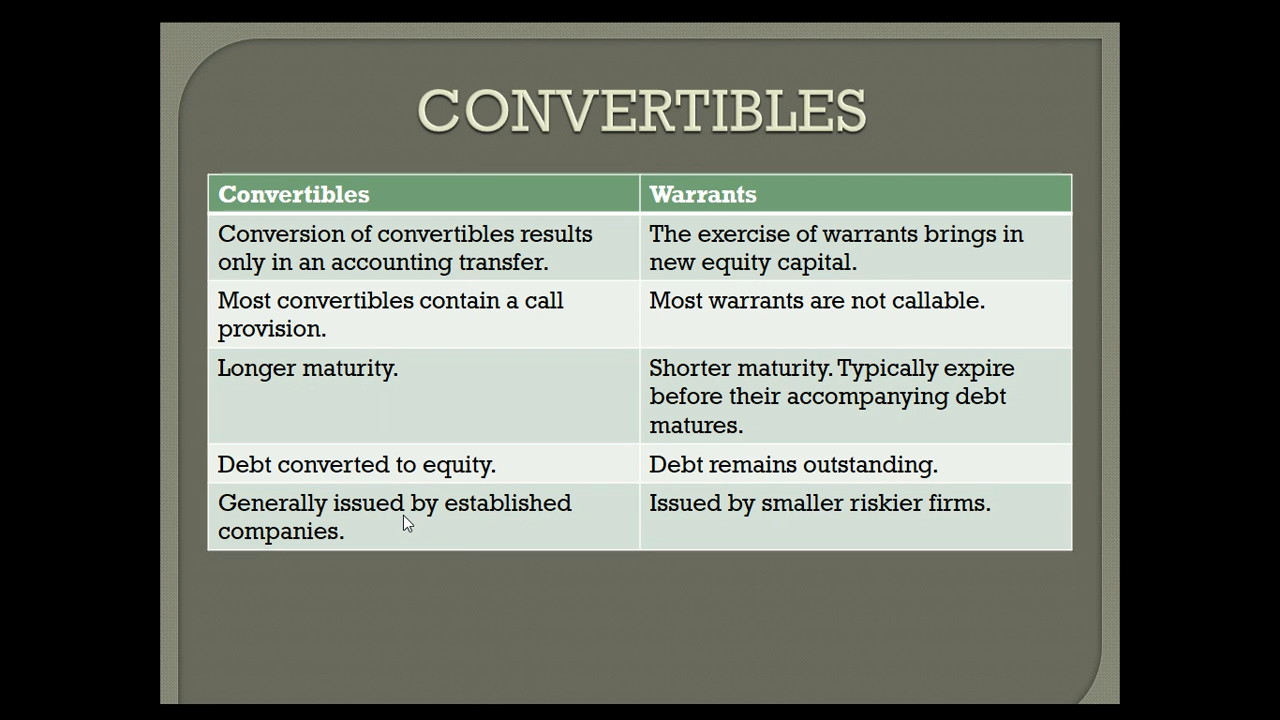 CONVERTIBLES
Convertibles
Warrants
Conversion of convertibles results
only in an accounting transfer.
The exercise of warrants brings in
new equity capital.
Most convertibles contain a call
provision.
Most warrants are not callable.
Longer maturity.
Shorter maturity. Typically expire
before their accompanying debt
matures.
Debt converted to equity.
Debt remains outstanding.
Generally issued by established
companies.
Issued by smaller riskier firms.